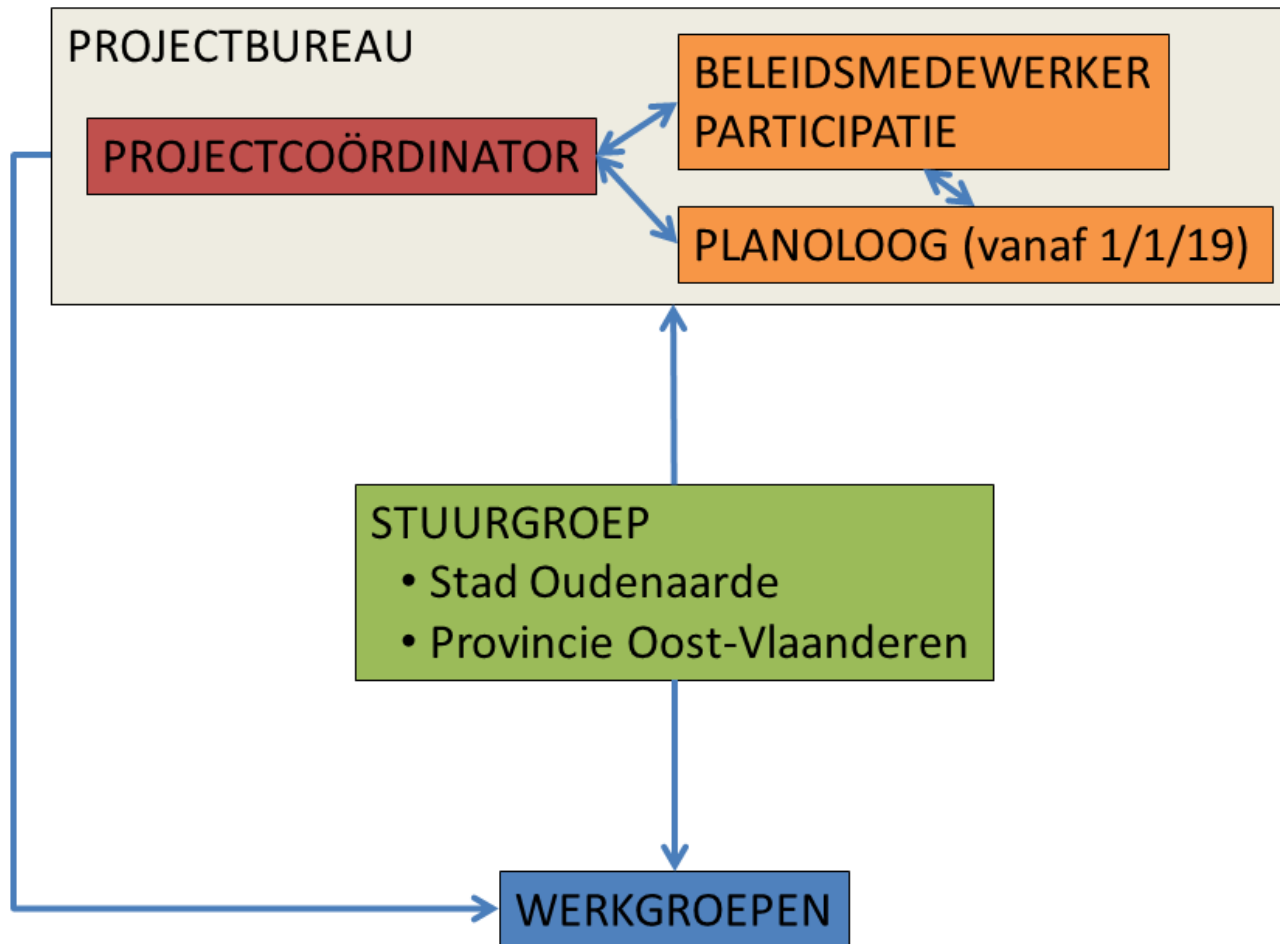 PROJECTBUREAU
PROJECTCOÖRDINATOR
BELEIDSMEDEWERKER
PARTICIPATIE
PLANOLOOG (vanaf 1/1/19)
STUURGROEP
• Stad Oudenaarde
• Provincie Oost-Vlaanderen
WERKGROEPEN